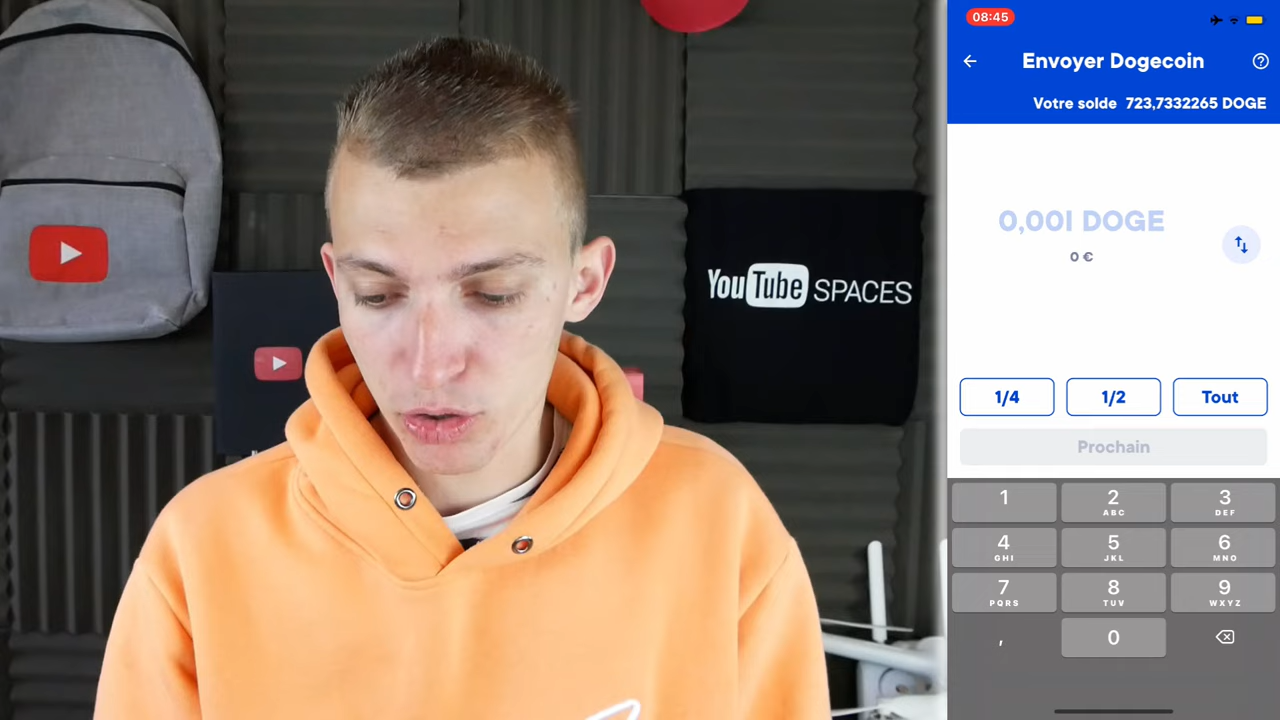 YouTube SPACES
08:45
Envoyer Dogecoin
Votre solde 723,7332265 DOGE
0,001 DOGE
0 €
1/4 1/2 Tout
Prochain
1 2 3
ABC DEF
4 5 6
GHI JKL MNO
7 8 9
PQRS TUV WXYZ
, 0